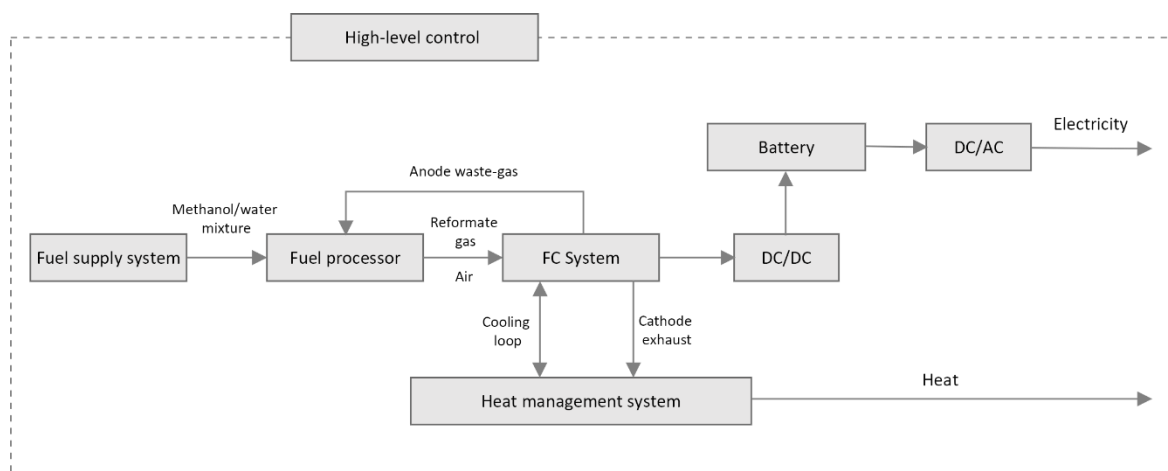 High-level control
Electricity
Battery
DC/AC
Anode waste-gas
Methanol/water
mixture
Reformate
gas
Fuel supply system
Fuel processor
FC System
DC/DC
Air
Cooling
loop
Cathode
exhaust
Heat
Heat management system